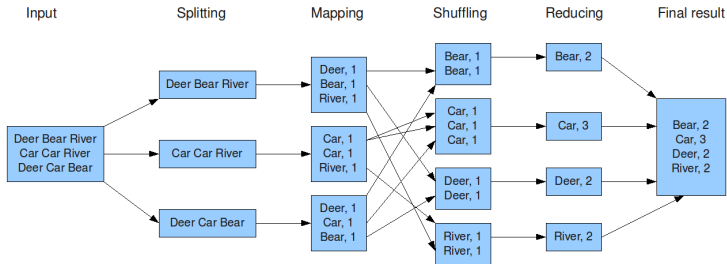 Input
Splitting
Mapping
Shuffling
Reducing
Final result
Deer Bear River
Car Car River
Deer Car Bear
Deer Bear River
Car Car River
Deer Car Bear
Deer, 1
Bear, 1
River, 1
Car, 1
Car, 1
River, 1
Deer, 1
Car, 1
Bear, 1
Bear, 1
Bear, 1
Car, 1
Car, 1
Car, 1
Deer, 1
Deer, 1
River, 1
River, 1
Bear, 2
Car, 3
Deer, 2
River, 2
Bear, 2
Car, 3
Deer, 2
River, 2